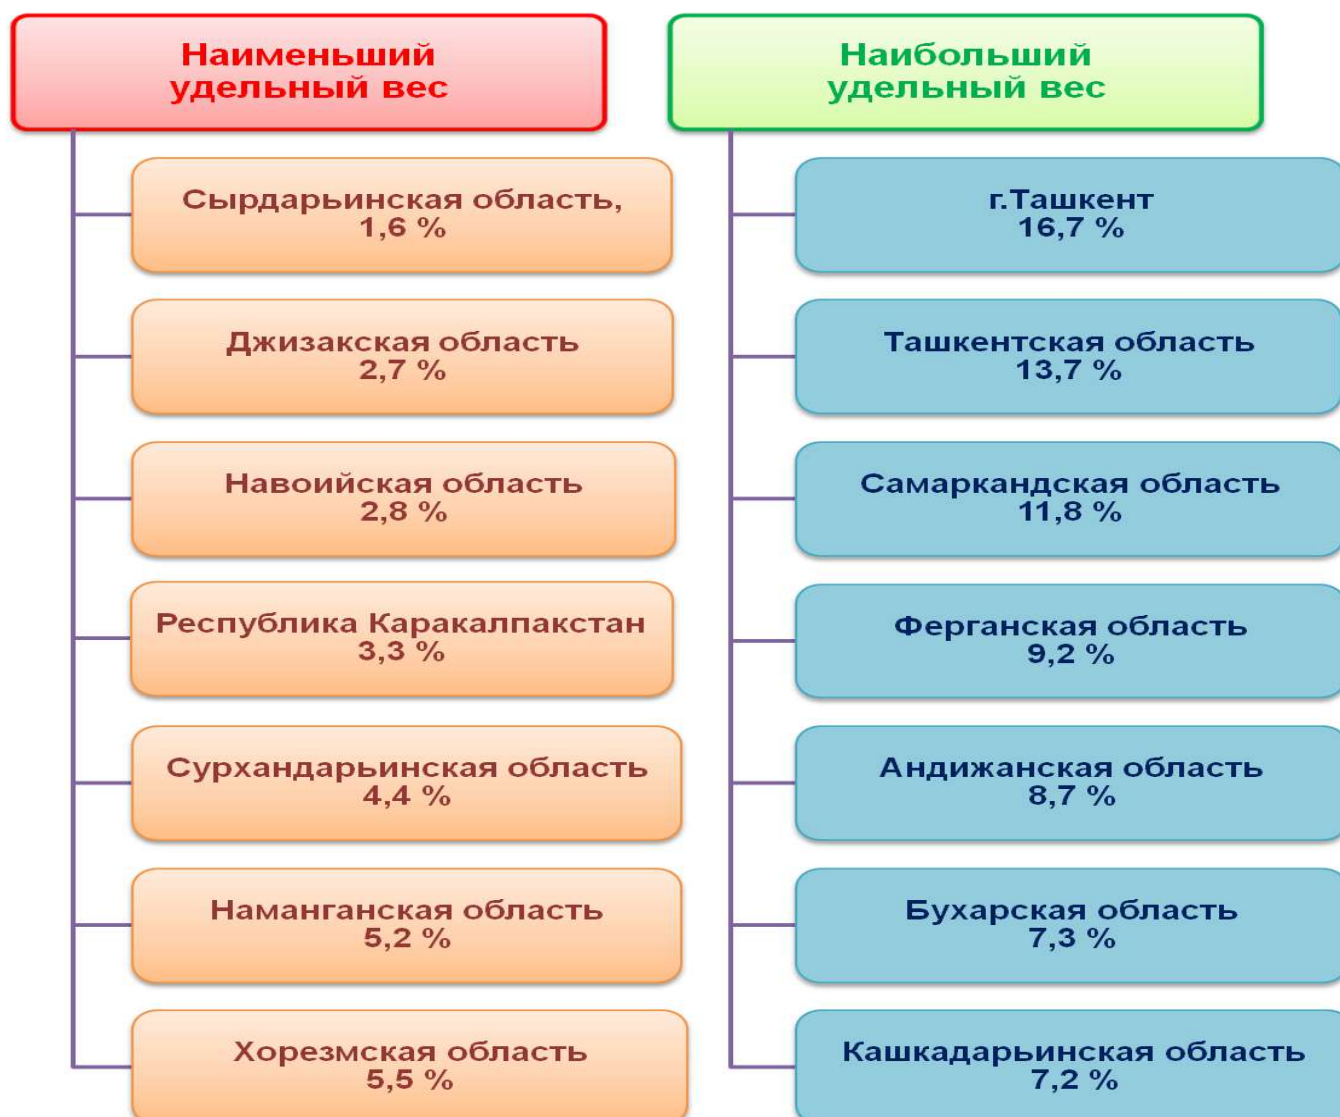 Наименьший
удельный вес
Сырдарьинская область,
1,6 %
Джизакская область
2,7 %
Навоийская область
2,8 %
Республика Каракалпакстан
3,3 %
Сурхандарьинская область
4,4 %
Наманганская область
5,2 %
Хорезмская область
5,5 %
Наибольший
удельный вес
г.Ташкент
16,7 %
Ташкентская область
13,7 %
Самаркандская область
11,8 %
Ферганская область
9,2 %
Андижанская область
8,7 %
Бухарская область
7,3 %
Кашкадарьинская область
7,2 %